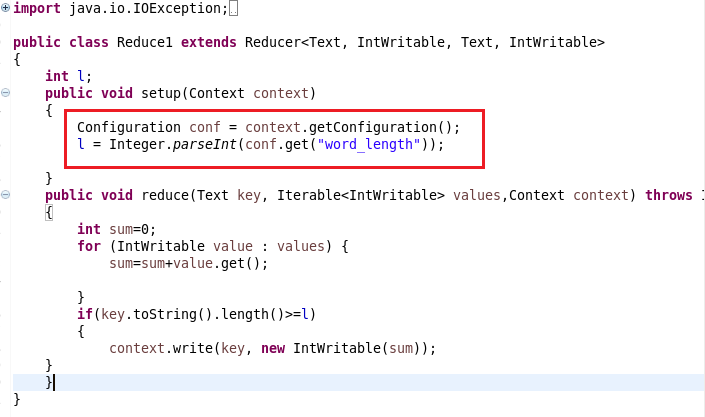 import java.io.IOException;
public class Reduce1 extends Reducer<Text, IntWritable, Text, IntWritable>
{
    int l;
    public void setup(Context context)
    {
        Configuration conf = context.getConfiguration();
        l = Integer.parseInt(conf.get("word_length"));
    }
    public void reduce(Text key, Iterable<IntWritable> values,Context context) throws I
    {
        int sum=0;
        for (IntWritable value : values) {
            sum=sum+value.get();
        }
        if(key.toString().length()>=l)
        {
            context.write(key, new IntWritable(sum));
    }
    }
}